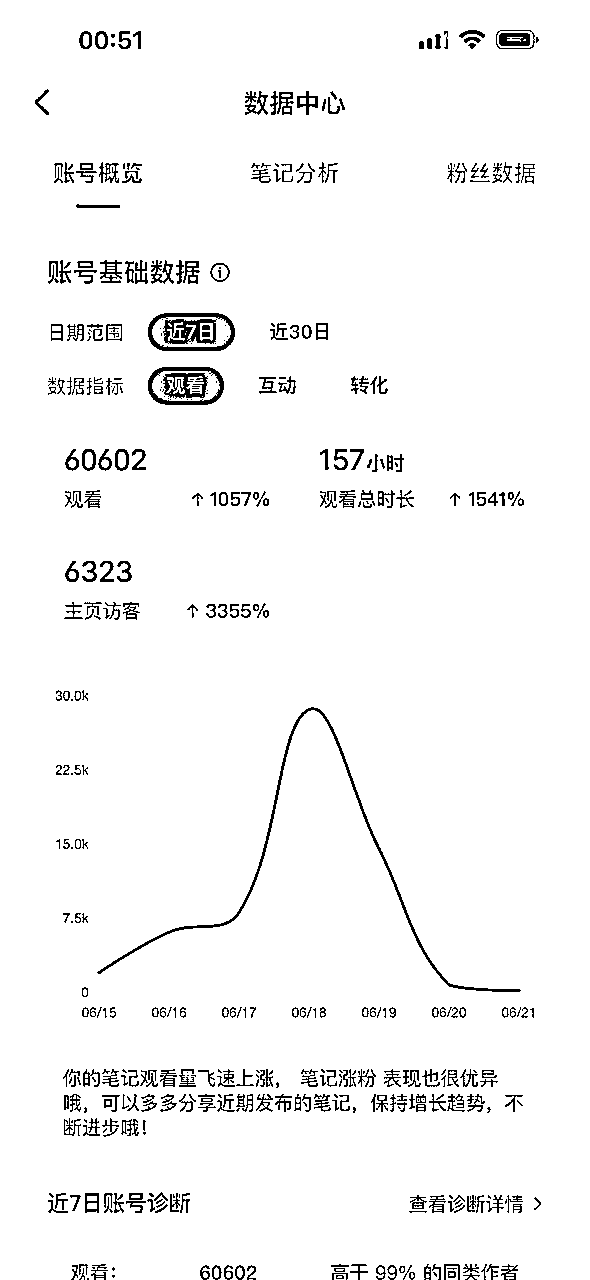 00:51
数据中心
账号概览 笔记分析 粉丝数据
账号基础数据
日期范围 近7日 近30日
数据指标 观看 互动 转化
60602 157小时
观看 ↑ 1057% 观看总时长 ↑ 1541%
6323
主页访客 ↑ 3355%
30.0k
22.5k
15.0k
7.5k
0
06/15 06/16 06/17 06/18 06/19 06/20 06/21
你的笔记观看量飞速上涨， 笔记涨粉 表现也很优异
哦，可以多多分享近期发布的笔记，保持增长趋势，不
断进步哦！
近7日账号诊断 查看诊断详情
观看： 60602 高于 99% 的同类作者